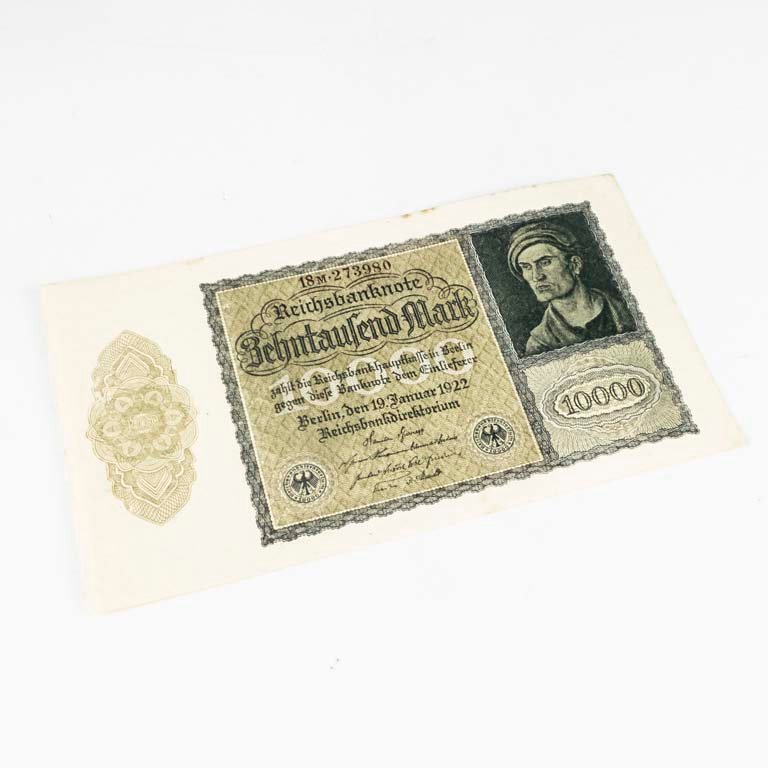 18M·273980
Reichsbanknote
Zehntausend Mark
10000
zahlt die Reichsbankhauptkasse in Berlin
gegen diese Banknote dem Einlieferer
Berlin, den 19. Januar 1922
Reichsbankdirektorium
10000